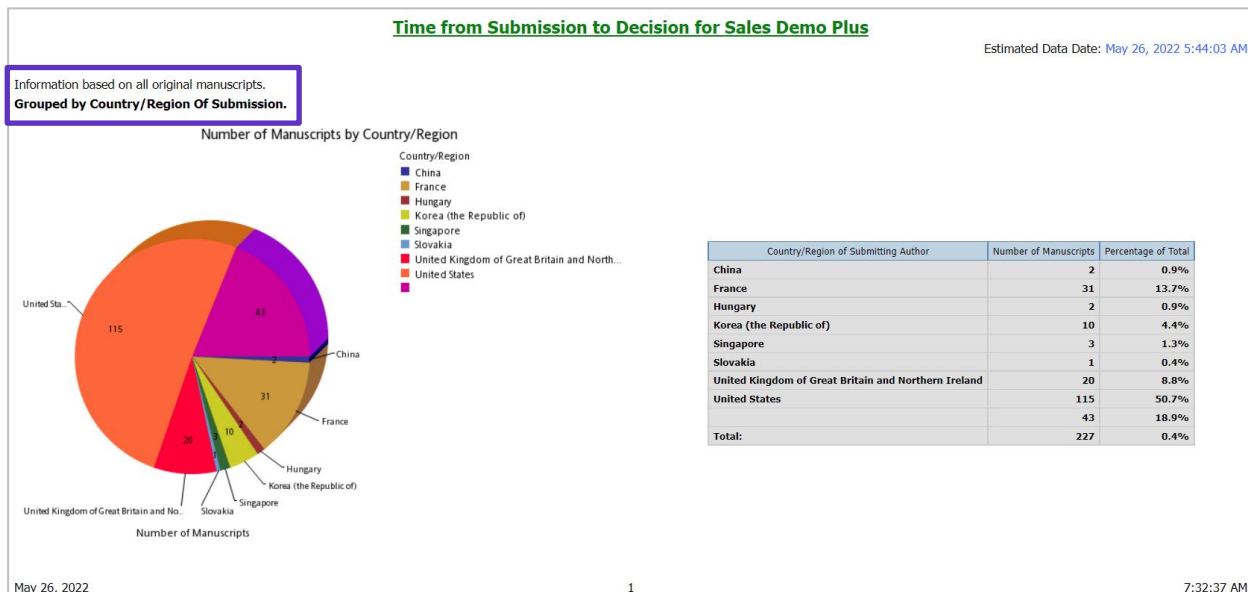 Time from Submission to Decision for Sales Demo Plus
Estimated Data Date: May 26, 2022 5:44:03 AM
Information based on all original manuscripts.
Grouped by Country/Region Of Submission.
Number of Manuscripts by Country/Region
Country/Region
China
France
Hungary
Korea (the Republic of)
Singapore
Slovakia
United Kingdom of Great Britain and North...
United States
United Sta..
115
43
2
China
31
France
2
Hungary
10
Korea (the Republic of)
3
Singapore
1
Slovakia
20
United Kingdom of Great Britain and No..
Number of Manuscripts
Country/Region of Submitting Author Number of Manuscripts Percentage of Total
China 2 0.9%
France 31 13.7%
Hungary 2 0.9%
Korea (the Republic of) 10 4.4%
Singapore 3 1.3%
Slovakia 1 0.4%
United Kingdom of Great Britain and Northern Ireland 20 8.8%
United States 115 50.7%
43 18.9%
Total: 227 0.4%
May 26, 2022 1 7:32:37 AM